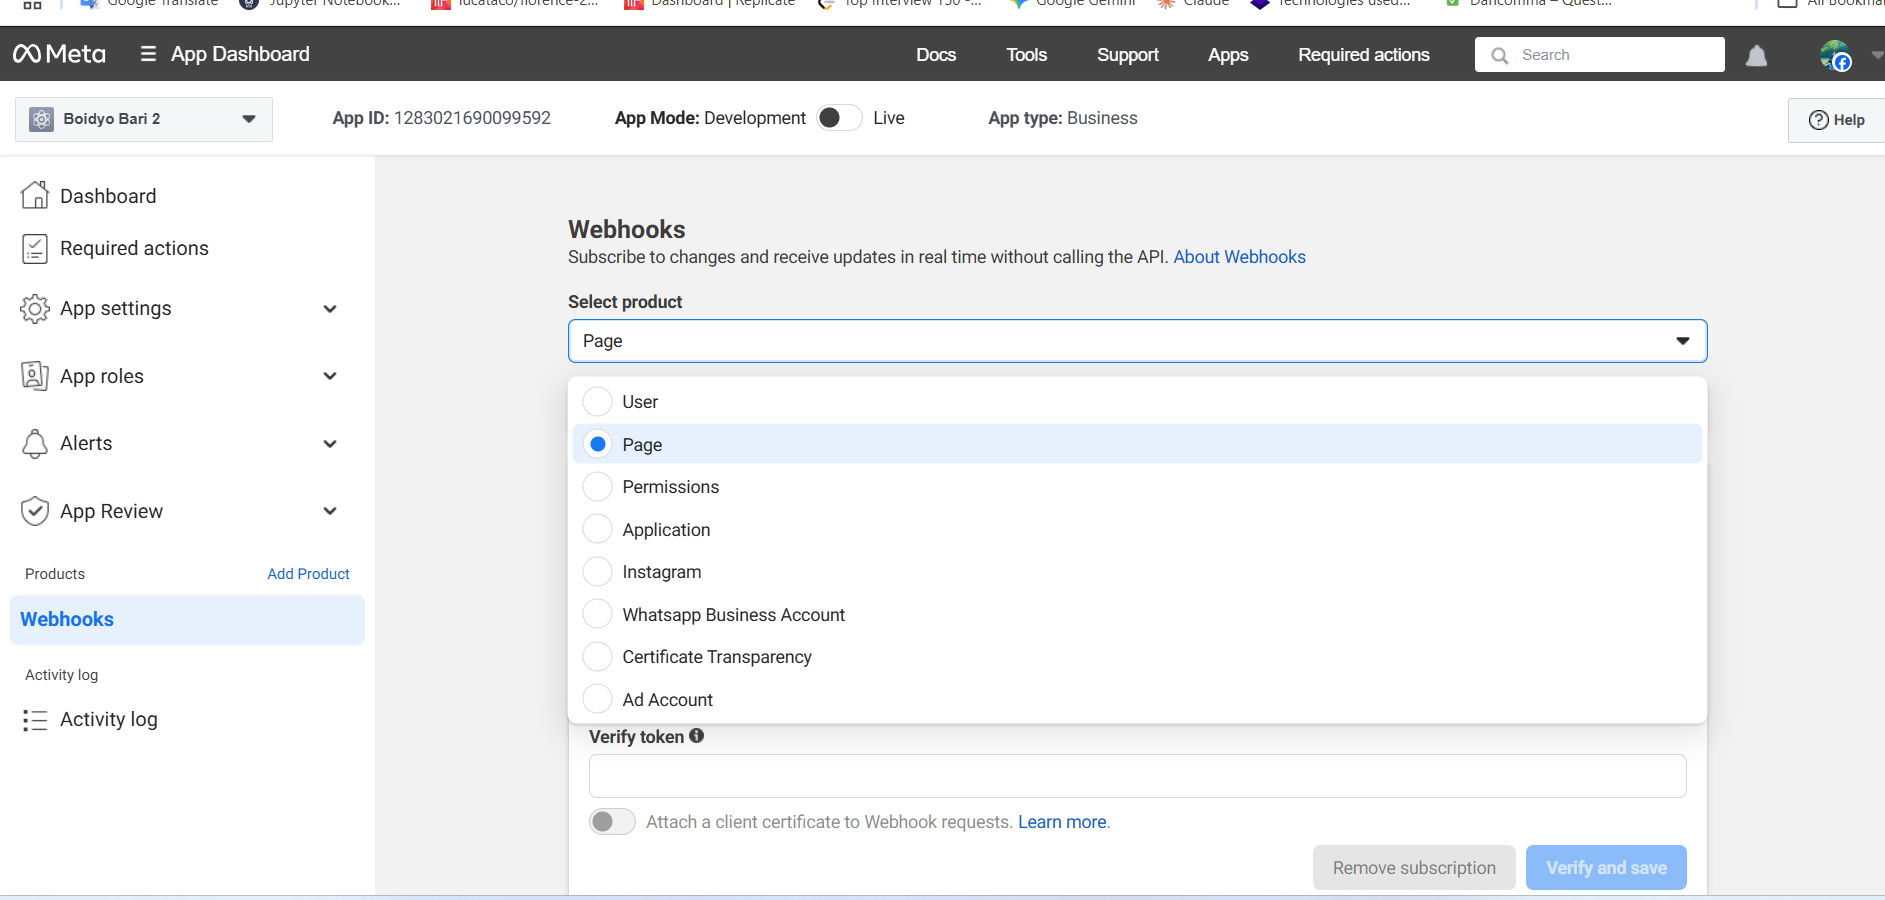 Google Translate Jupyter Notebook... lucataco/florence-2... Dashboard | Replicate Top Interview 150 -... Google Gemini Claude Technologies used... Dancomma – Quest... All Bookmar
Meta App Dashboard Docs Tools Support Apps Required actions Search
Boidyo Bari 2 App ID: 1283021690099592 App Mode: Development Live App type: Business Help
Dashboard
Required actions
App settings
App roles
Alerts
App Review
Products Add Product
Webhooks
Activity log
Activity log
Webhooks
Subscribe to changes and receive updates in real time without calling the API. About Webhooks
Select product
Page
User
Page
Permissions
Application
Instagram
Whatsapp Business Account
Certificate Transparency
Ad Account
Verify token
Attach a client certificate to Webhook requests. Learn more.
Remove subscription Verify and save